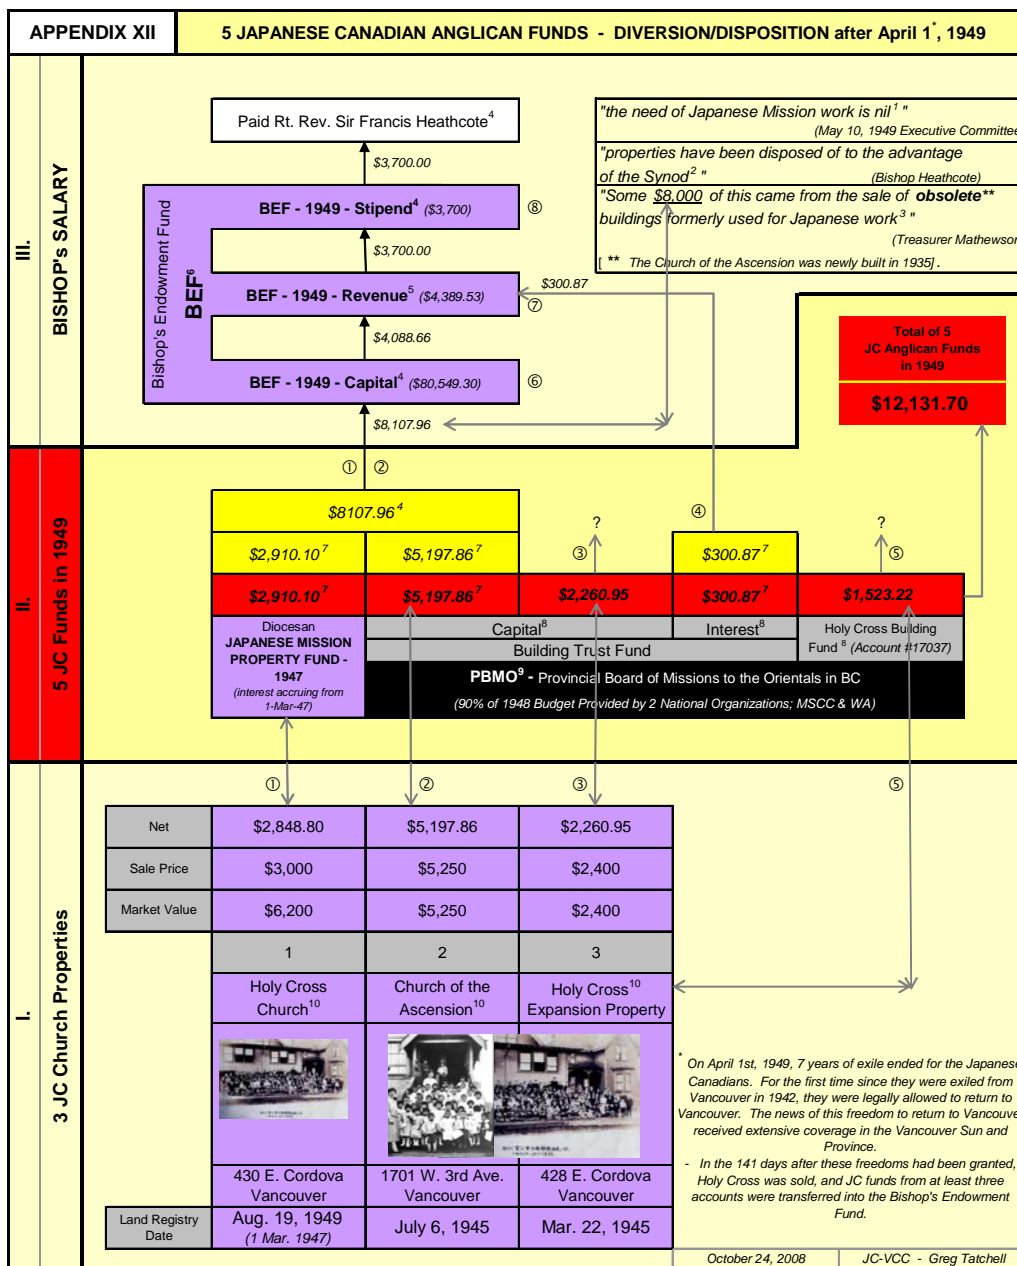 APPENDIX XII
5 JAPANESE CANADIAN ANGLICAN FUNDS - DIVERSION/DISPOSITION after April 1*, 1949
III.
BISHOP's SALARY
Paid Rt. Rev. Sir Francis Heathcote4
$3,700.00
Bishop's Endowment Fund
BEF6
BEF - 1949 - Stipend4 ($3,700)
⑧
$3,700.00
BEF - 1949 - Revenue5 ($4,389.53)
⑦
$300.87
$4,088.66
BEF - 1949 - Capital4 ($80,549.30)
⑥
$8,107.96
"the need of Japanese Mission work is nil1 "
(May 10, 1949 Executive Committee
"properties have been disposed of to the advantage
of the Synod2 "
(Bishop Heathcote)
"Some $8,000 of this came from the sale of obsolete**
buildings formerly used for Japanese work3 "
(Treasurer Mathewson
[ ** The Church of the Ascension was newly built in 1935].
Total of 5
JC Anglican Funds
in 1949
$12,131.70
II.
5 JC Funds in 1949
① ②
$8107.964
$2,910.107
$5,197.867
?
③
④
$300.877
?
⑤
$2,910.107
$5,197.867
$2,260.95
$300.877
$1,523.22
Diocesan
JAPANESE MISSION
PROPERTY FUND -
1947
(interest accruing from
1-Mar-47)
Capital8
Interest8
Building Trust Fund
Holy Cross Building
Fund 8 (Account #17037)
PBMO9 - Provincial Board of Missions to the Orientals in BC
(90% of 1948 Budget Provided by 2 National Organizations; MSCC & WA)
I.
3 JC Church Properties
① ② ③ ⑤
Net $2,848.80 $5,197.86 $2,260.95
Sale Price $3,000 $5,250 $2,400
Market Value $6,200 $5,250 $2,400
1 2 3
Holy Cross
Church10
Church of the
Ascension10
Holy Cross10
Expansion Property
430 E. Cordova
Vancouver
1701 W. 3rd Ave.
Vancouver
428 E. Cordova
Vancouver
Land Registry
Date
Aug. 19, 1949
(1 Mar. 1947)
July 6, 1945
Mar. 22, 1945
* On April 1st, 1949, 7 years of exile ended for the Japanese
Canadians. For the first time since they were exiled from
Vancouver in 1942, they were legally allowed to return to
Vancouver. The news of this freedom to return to Vancouve
received extensive coverage in the Vancouver Sun and
Province.
- In the 141 days after these freedoms had been granted,
Holy Cross was sold, and JC funds from at least three
accounts were transferred into the Bishop's Endowment
Fund.
October 24, 2008
JC-VCC - Greg Tatchell